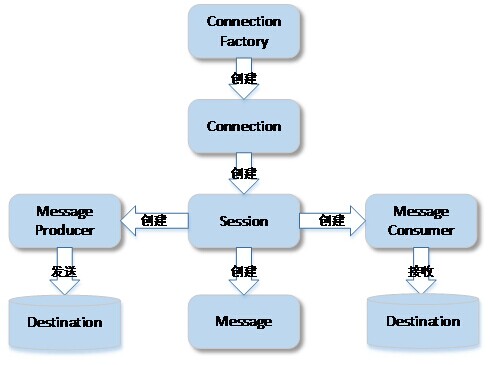 Connection
Factory
创建
Connection
创建
Message
Producer
创建
Session
创建
Message
Consumer
发送
创建
接收
Destination
Message
Destination